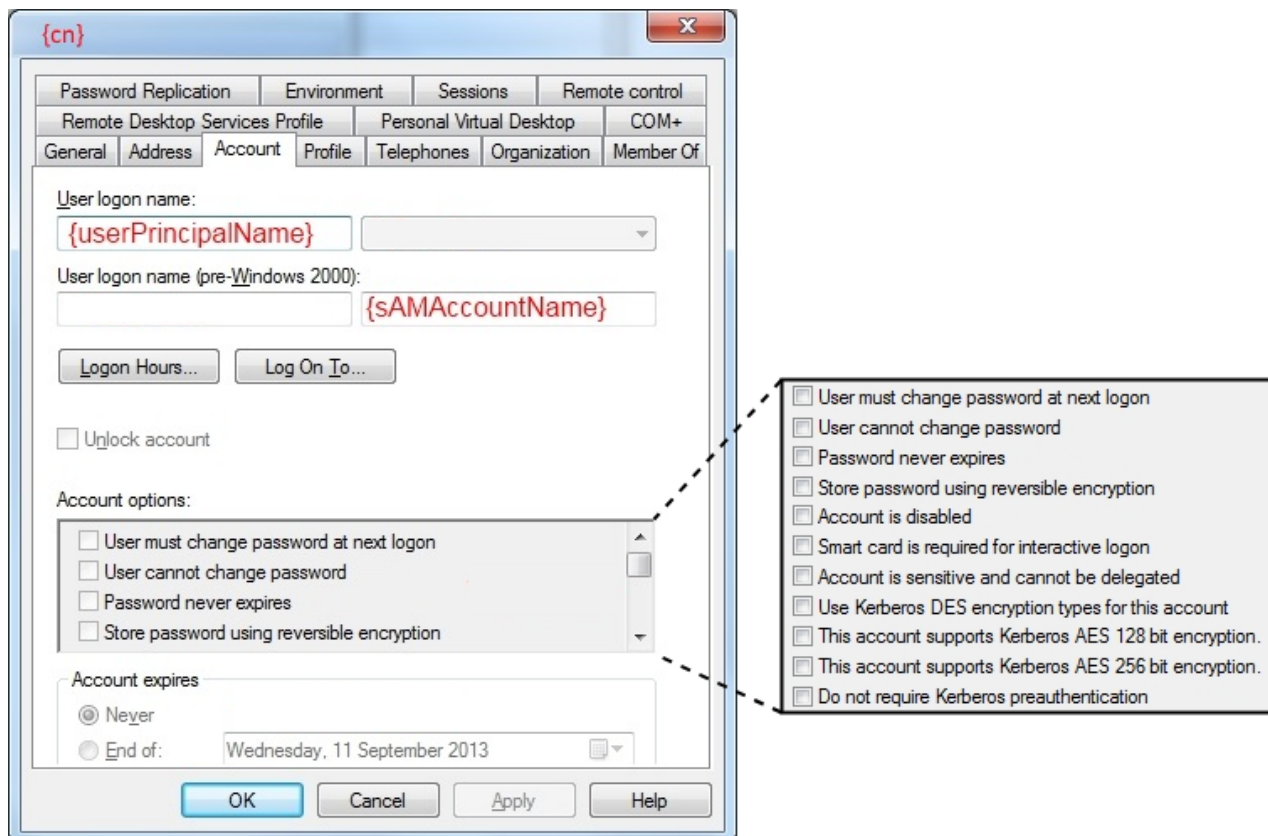 {cn}
Password Replication Environment Sessions Remote control
Remote Desktop Services Profile Personal Virtual Desktop COM+
General Address Account Profile Telephones Organization Member Of
User logon name:
{userPrincipalName}
User logon name (pre-Windows 2000):
{sAMAccountName}
Logon Hours... Log On To...
Unlock account
Account options:
User must change password at next logon
User cannot change password
Password never expires
Store password using reversible encryption
Account expires
Never
End of: Wednesday, 11 September 2013
OK Cancel Apply Help
User must change password at next logon
User cannot change password
Password never expires
Store password using reversible encryption
Account is disabled
Smart card is required for interactive logon
Account is sensitive and cannot be delegated
Use Kerberos DES encryption types for this account
This account supports Kerberos AES 128 bit encryption.
This account supports Kerberos AES 256 bit encryption.
Do not require Kerberos preauthentication